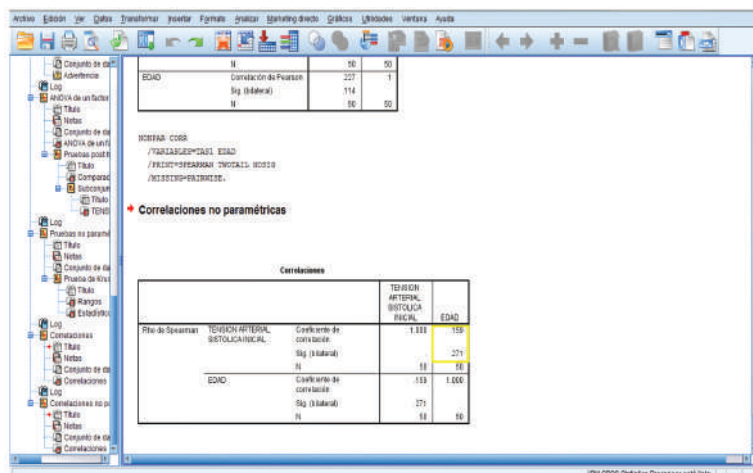 Archivo Edición Ver Datos Transformar Insertar Formato Analizar Marketing directo Gráficos Utilidades Ventana Ayuda
Conjunto de da
Advertencia
Log
ANOVA de un factor
Título
Notas
Conjunto de da
ANOVA de un fa
Pruebas post h
Título
Comparac
Subconjun
Título
TENS
Log
Pruebas no paramé
Título
Notas
Conjunto de da
Prueba de Krus
Título
Rangos
Estadístico
Log
Correlaciones
Título
Notas
Conjunto de da
Correlaciones
Log
Correlaciones no pa
Título
Notas
Conjunto de da
Correlaciones
N 50 50
EDAD Correlación de Pearson .227 1
Sig. (bilateral) .114
N 50 50
NONPAR CORR
/VARIABLES=TAS1 EDAD
/PRINT=SPEARMAN TWOTAIL NOSIG
/MISSING=PAIRWISE.
Correlaciones no paramétricas
Correlaciones
TENSION
ARTERIAL
SISTOLICA
INICIAL EDAD
Rho de Spearman TENSION ARTERIAL SISTOLICA INICIAL Coeficiente de correlación 1.000 .159
Sig. (bilateral) . .271
N 50 50
EDAD Coeficiente de correlación .159 1.000
Sig. (bilateral) .271
N 50 50